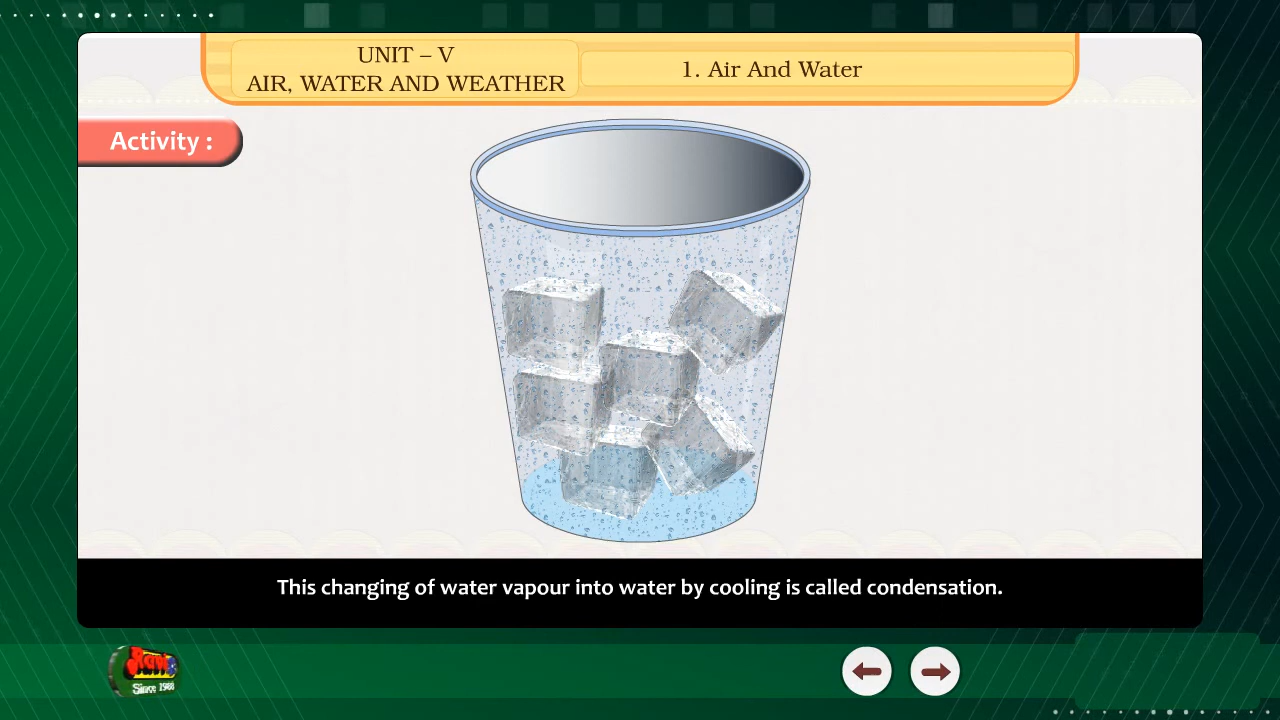 UNIT – V
AIR, WATER AND WEATHER
1. Air And Water
Activity :
This changing of water vapour into water by cooling is called condensation.
Since 1968